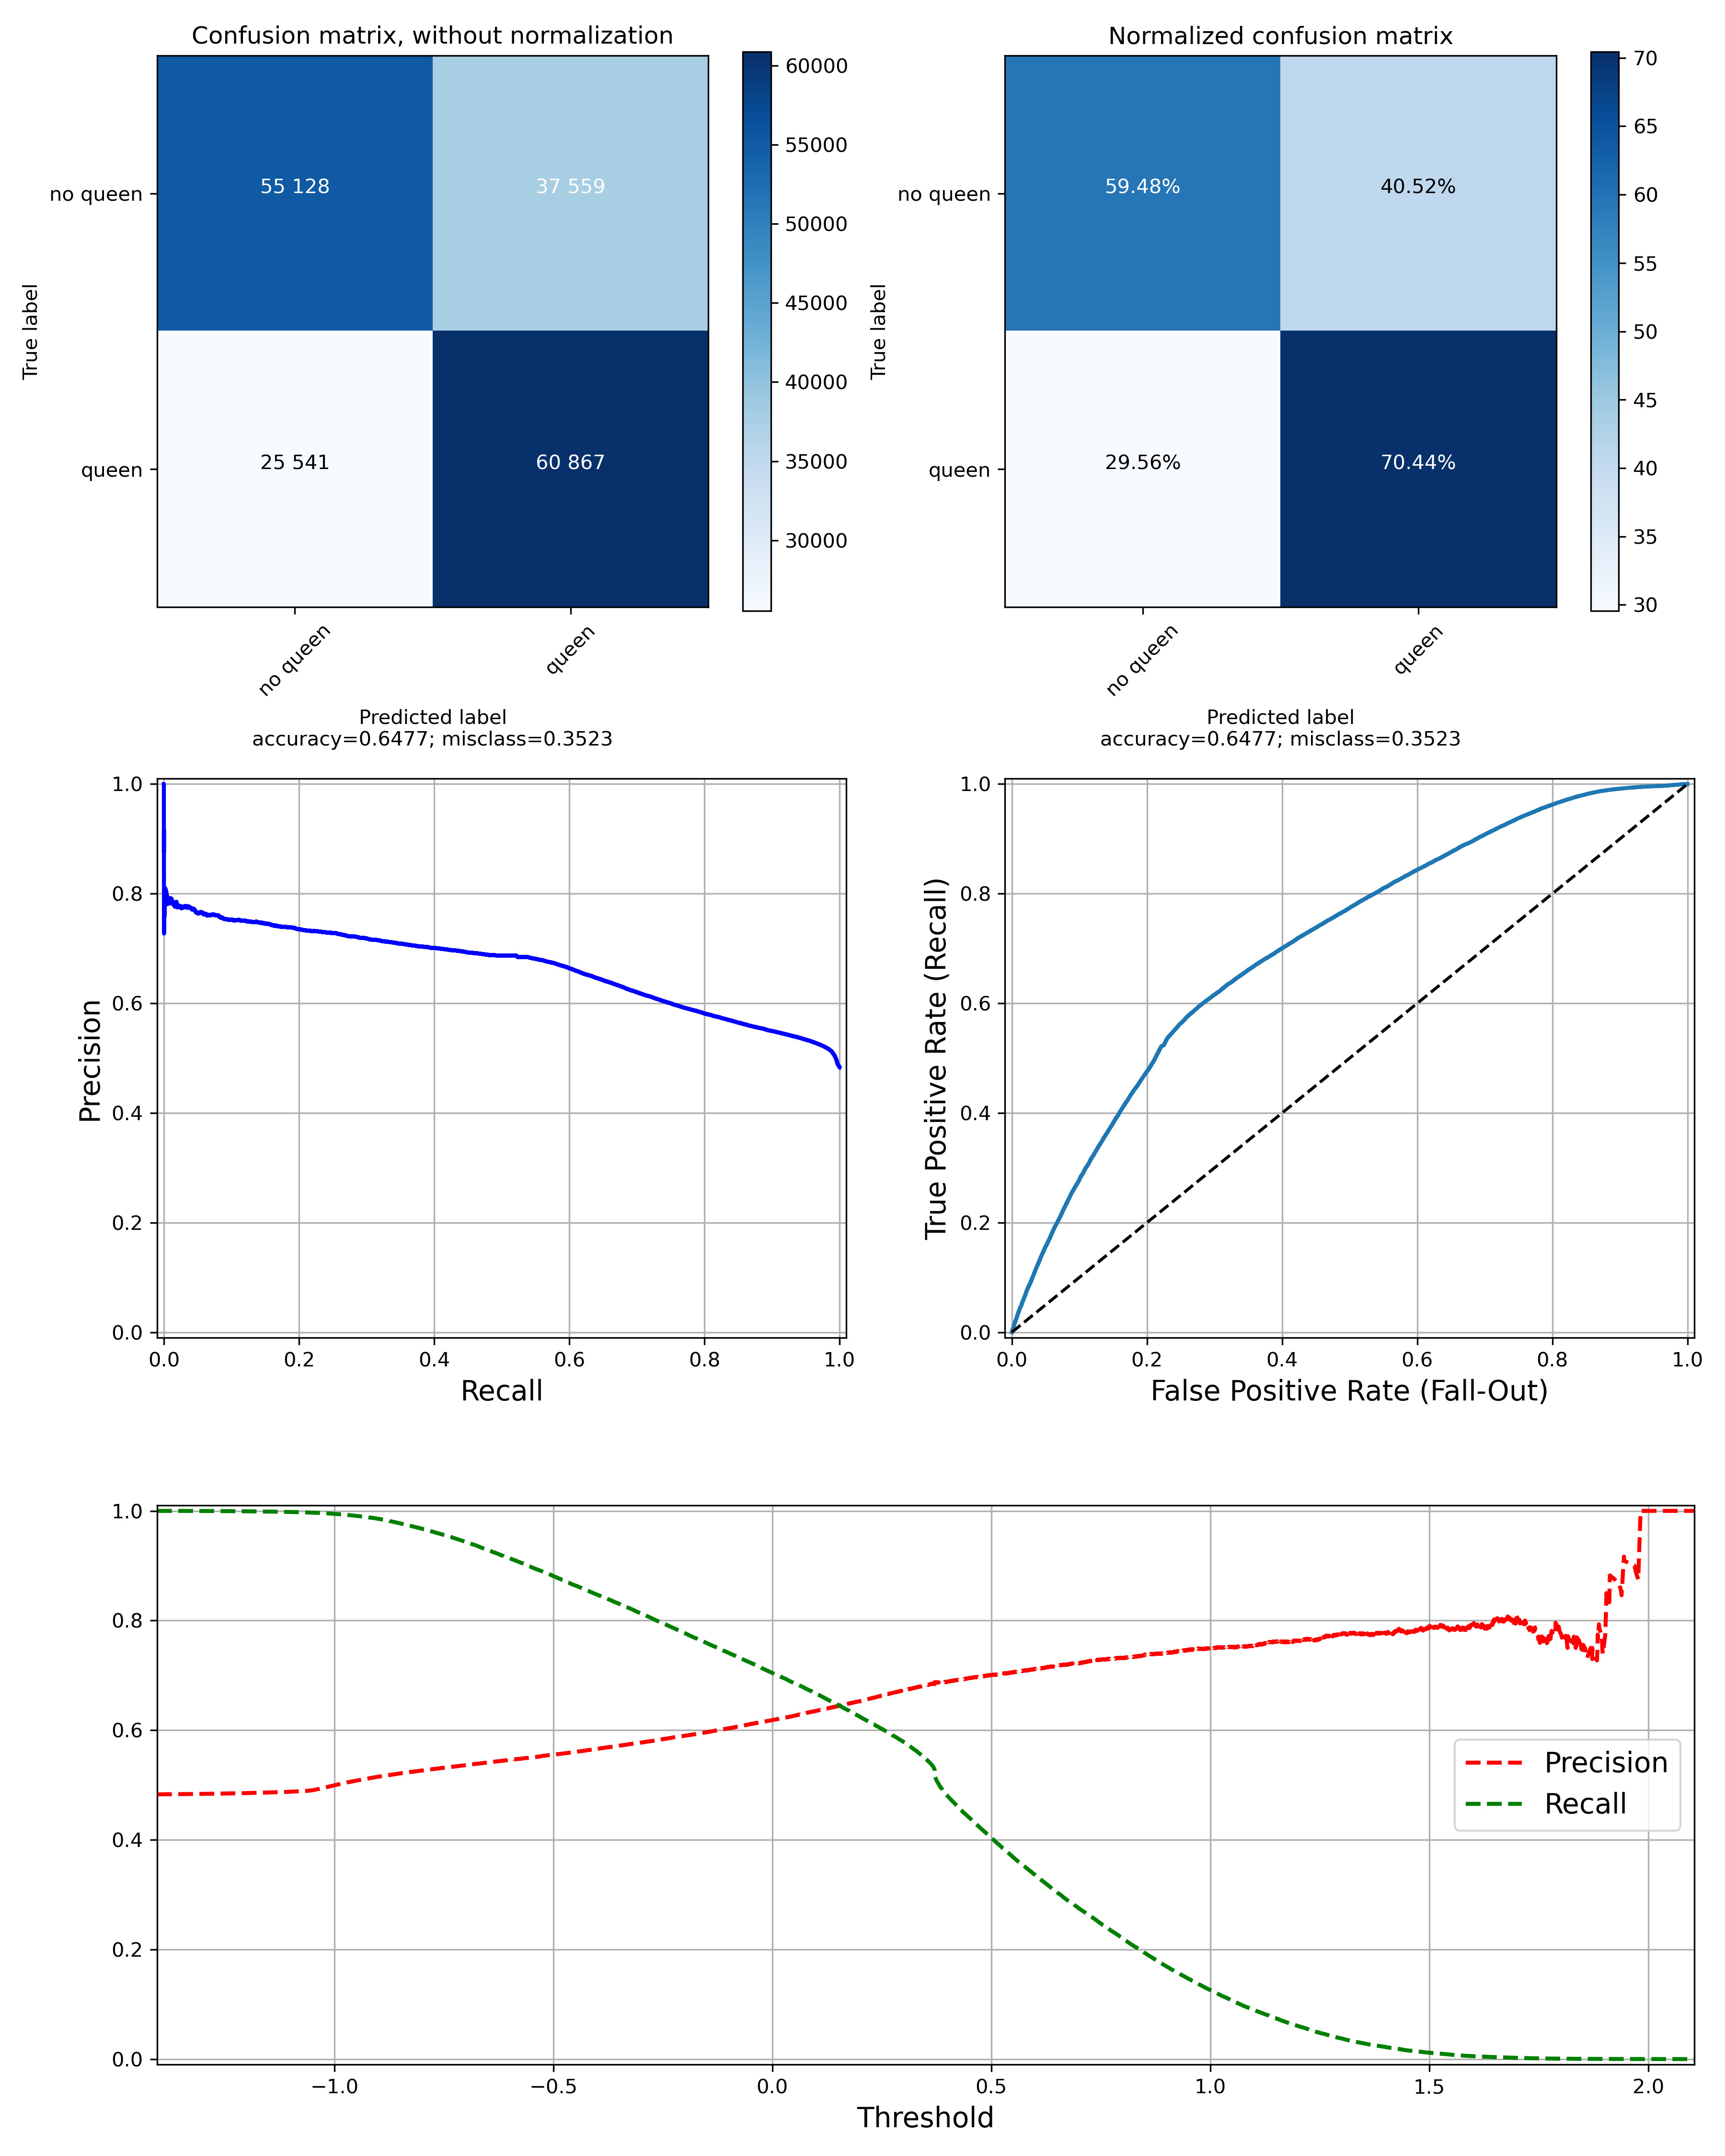 Confusion matrix, without normalization
60000
55000
50000
45000
40000
35000
30000
True label
no queen
queen
55 128
37 559
25 541
60 867
no queen
queen
Predicted label
accuracy=0.6477; misclass=0.3523
Normalized confusion matrix
70
65
60
55
50
45
40
35
30
True label
no queen
queen
59.48%
40.52%
29.56%
70.44%
no queen
queen
Predicted label
accuracy=0.6477; misclass=0.3523
Precision
1.0
0.8
0.6
0.4
0.2
0.0
0.0
0.2
0.4
0.6
0.8
1.0
Recall
True Positive Rate (Recall)
1.0
0.8
0.6
0.4
0.2
0.0
0.0
0.2
0.4
0.6
0.8
1.0
False Positive Rate (Fall-Out)
1.0
0.8
0.6
0.4
0.2
0.0
Precision
Recall
−1.0
−0.5
0.0
0.5
1.0
1.5
2.0
Threshold